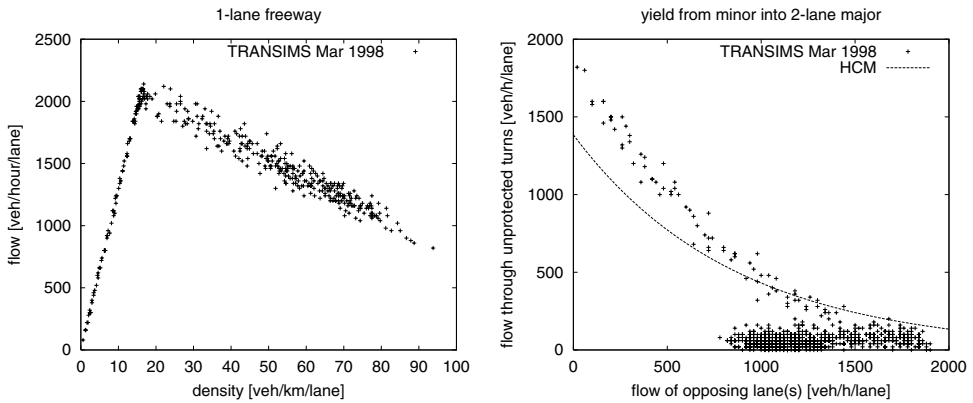 1-lane freeway
TRANSIMS Mar 1998
flow [veh/hour/lane]
2500
2000
1500
1000
500
0
0 10 20 30 40 50 60 70 80 90 100
density [veh/km/lane]
yield from minor into 2-lane major
TRANSIMS Mar 1998
HCM
flow through unprotected turns [veh/h/lane]
2000
1500
1000
500
0
0 500 1000 1500 2000
flow of opposing lane(s) [veh/h/lane]